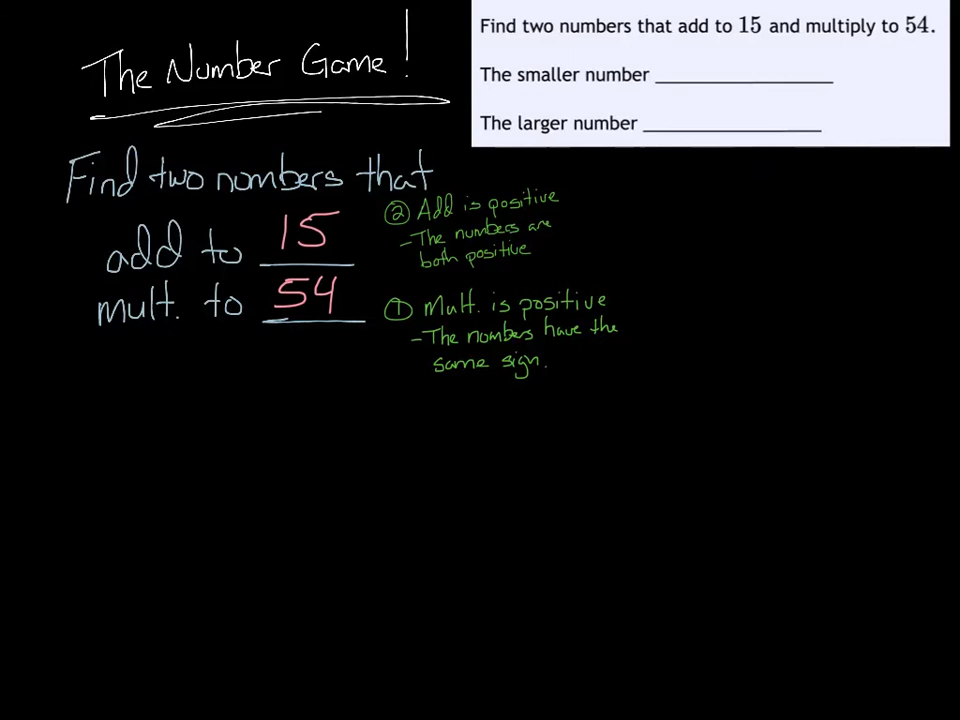 The Number Game!
Find two numbers that add to 15 and multiply to 54.
The smaller number
The larger number
Find two numbers that
add to 15
mult. to 54
② Add is positive
- The numbers are
both positive
① Mult. is positive
- The numbers have the
same sign.